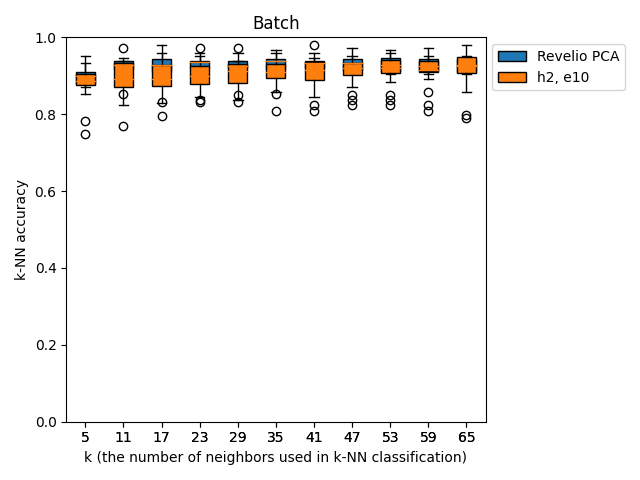 Batch
Revelio PCA
h2, e10
k-NN accuracy
1.0
0.8
0.6
0.4
0.2
0.0
5 11 17 23 29 35 41 47 53 59 65
k (the number of neighbors used in k-NN classification)